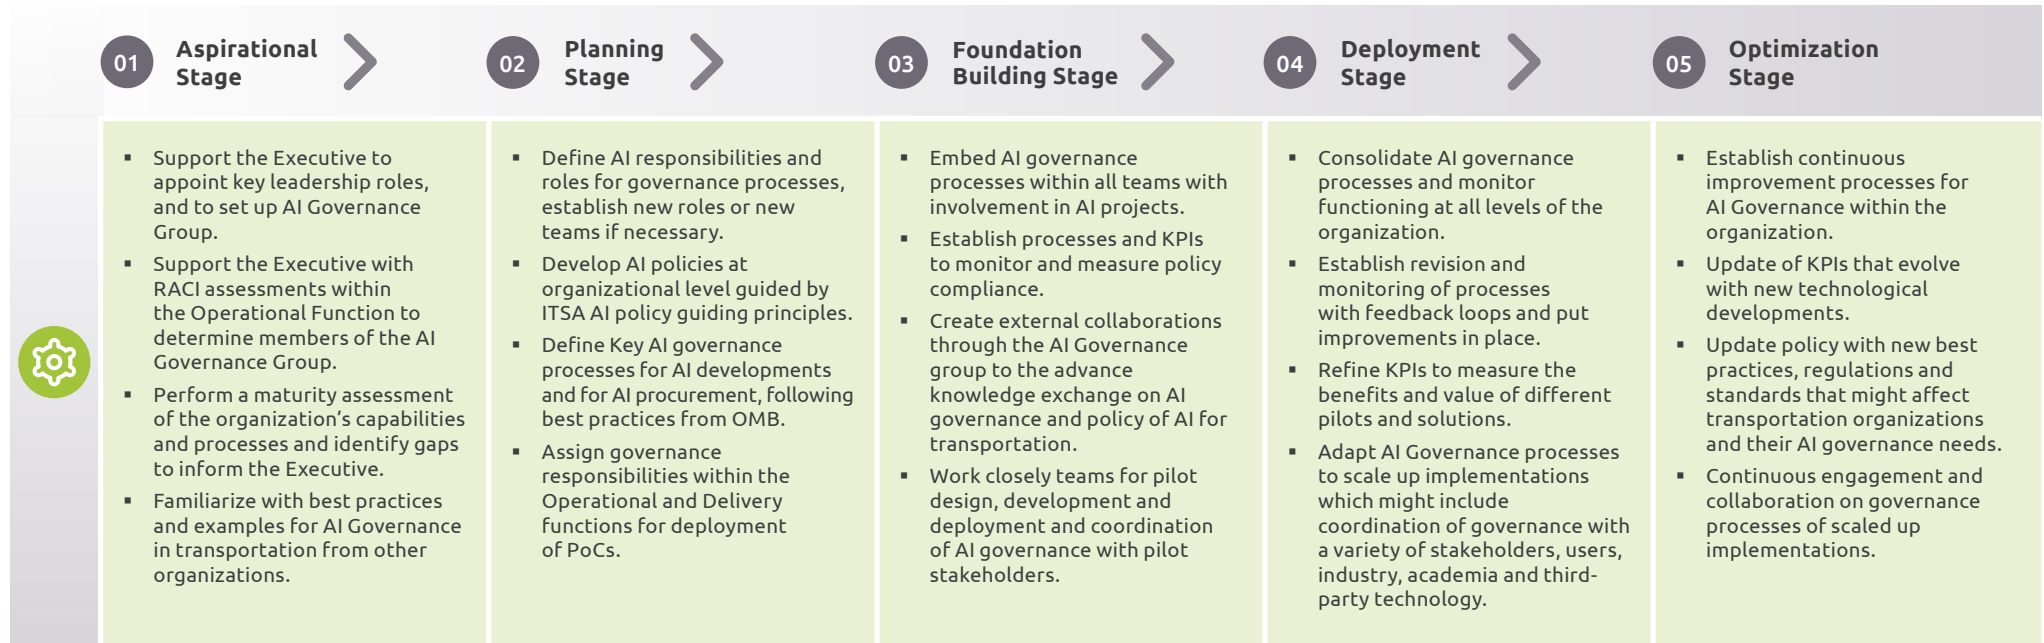 01
Aspirational
Stage
02
Planning
Stage
03
Foundation
Building Stage
04
Deployment
Stage
05
Optimization
Stage
▪ Support the Executive to
appoint key leadership roles,
and to set up AI Governance
Group.
▪ Support the Executive with
RACI assessments within
the Operational Function to
determine members of the AI
Governance Group.
▪ Perform a maturity assessment
of the organization’s capabilities
and processes and identify gaps
to inform the Executive.
▪ Familiarize with best practices
and examples for AI Governance
in transportation from other
organizations.
▪ Define AI responsibilities and
roles for governance processes,
establish new roles or new
teams if necessary.
▪ Develop AI policies at
organizational level guided by
ITSA AI policy guiding principles.
▪ Define Key AI governance
processes for AI developments
and for AI procurement, following
best practices from OMB.
▪ Assign governance
responsibilities within the
Operational and Delivery
functions for deployment
of PoCs.
▪ Embed AI governance
processes within all teams with
involvement in AI projects.
▪ Establish processes and KPIs
to monitor and measure policy
compliance.
▪ Create external collaborations
through the AI Governance
group to the advance
knowledge exchange on AI
governance and policy of AI for
transportation.
▪ Work closely teams for pilot
design, development and
deployment and coordination
of AI governance with pilot
stakeholders.
▪ Consolidate AI governance
processes and monitor
functioning at all levels of the
organization.
▪ Establish revision and
monitoring of processes
with feedback loops and put
improvements in place.
▪ Refine KPIs to measure the
benefits and value of different
pilots and solutions.
▪ Adapt AI Governance processes
to scale up implementations
which might include
coordination of governance with
a variety of stakeholders, users,
industry, academia and third-
party technology.
▪ Establish continuous
improvement processes for
AI Governance within the
organization.
▪ Update of KPIs that evolve
with new technological
developments.
▪ Update policy with new best
practices, regulations and
standards that might affect
transportation organizations
and their AI governance needs.
▪ Continuous engagement and
collaboration on governance
processes of scaled up
implementations.